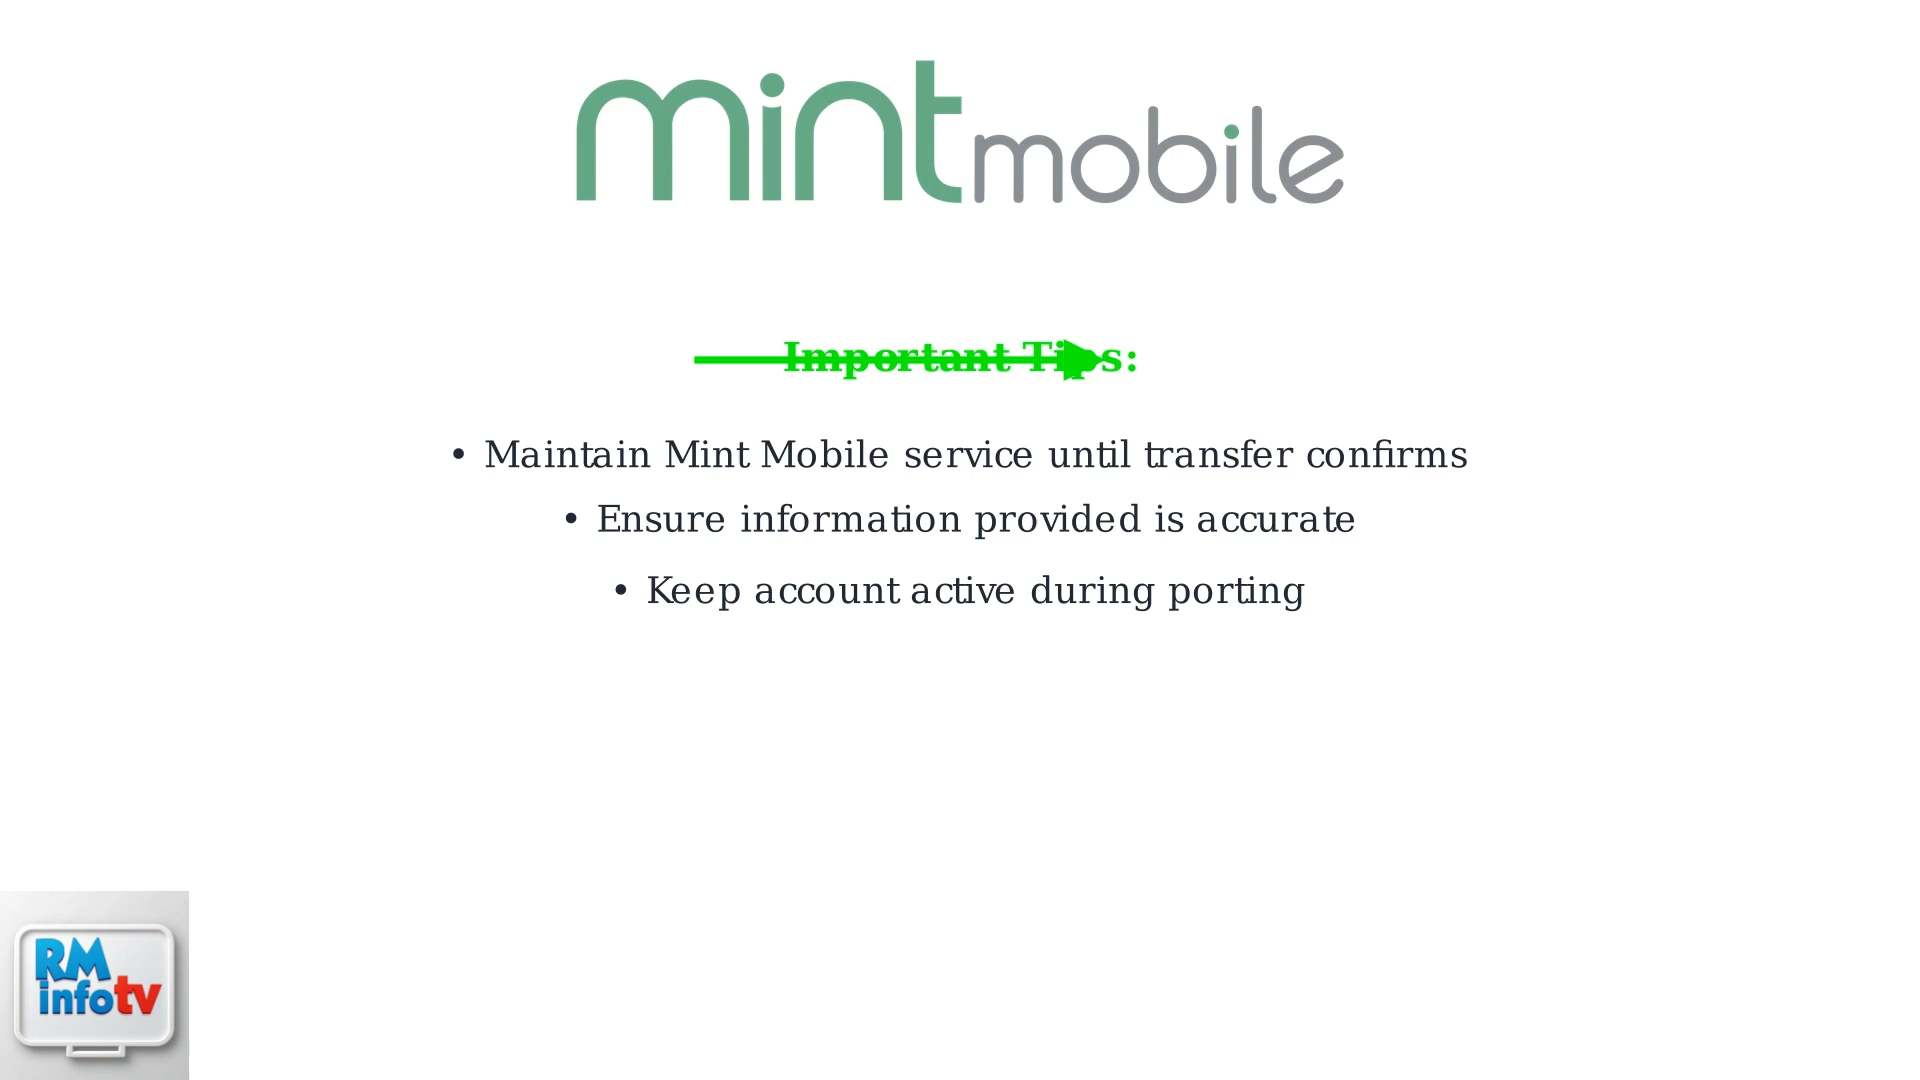 mint mobile
Important Tips:
• Maintain Mint Mobile service until transfer confirms
• Ensure information provided is accurate
• Keep account active during porting
RM
infotv